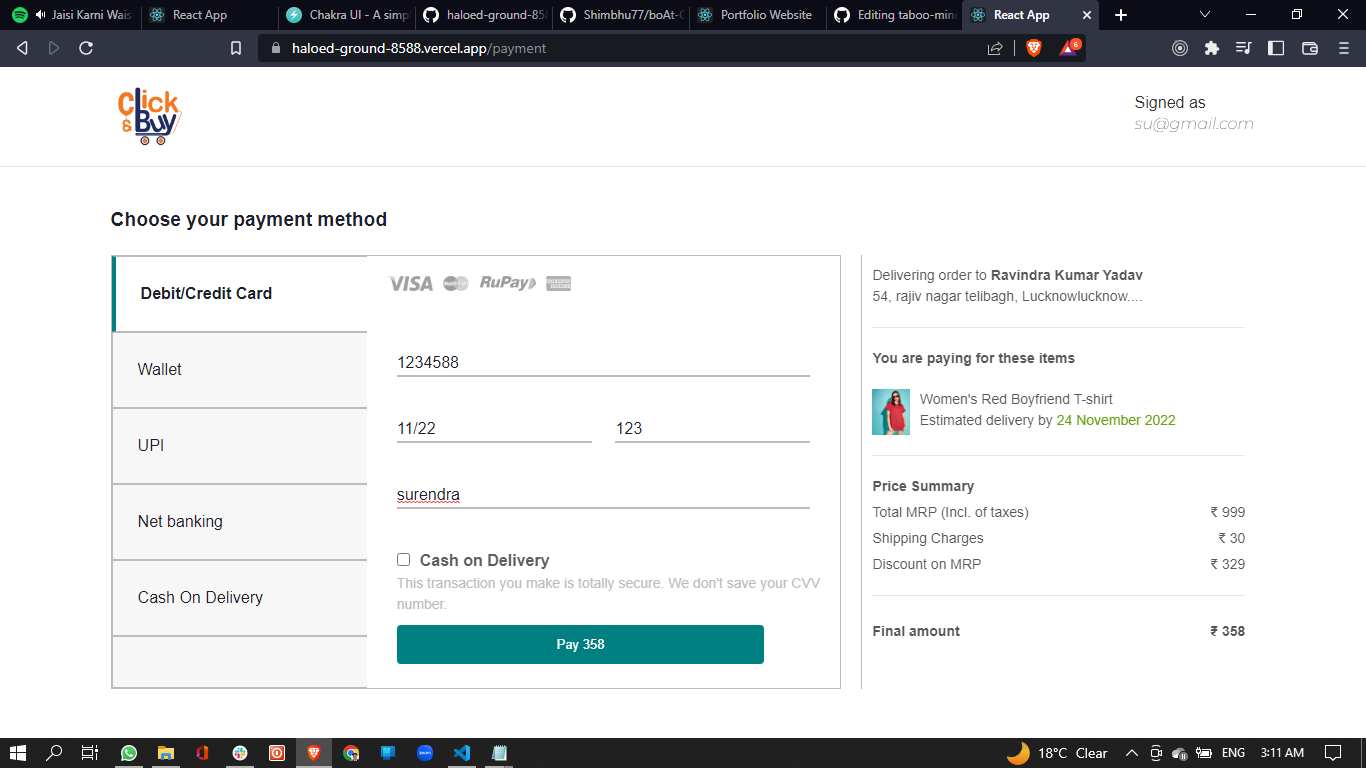 Jaisi Karni Wais
React App
Chakra UI - A simp
haloed-ground-858
Shimbhu77/boAt-C
Portfolio Website
Editing taboo-mine
React App
haloed-ground-8588.vercel.app/payment
6
Click
&Buy
Signed as
su@gmail.com
Choose your payment method
Debit/Credit Card
Wallet
UPI
Net banking
Cash On Delivery
VISA RuPay
1234588
11/22 123
surendra
Cash on Delivery
This transaction you make is totally secure. We don't save your CVV
number.
Pay 358
Delivering order to Ravindra Kumar Yadav
54, rajiv nagar telibagh, Lucknowlucknow....
You are paying for these items
Women's Red Boyfriend T-shirt
Estimated delivery by 24 November 2022
Price Summary
Total MRP (Incl. of taxes) ₹ 999
Shipping Charges ₹ 30
Discount on MRP ₹ 329
Final amount ₹ 358
18°C Clear
ENG
3:11 AM